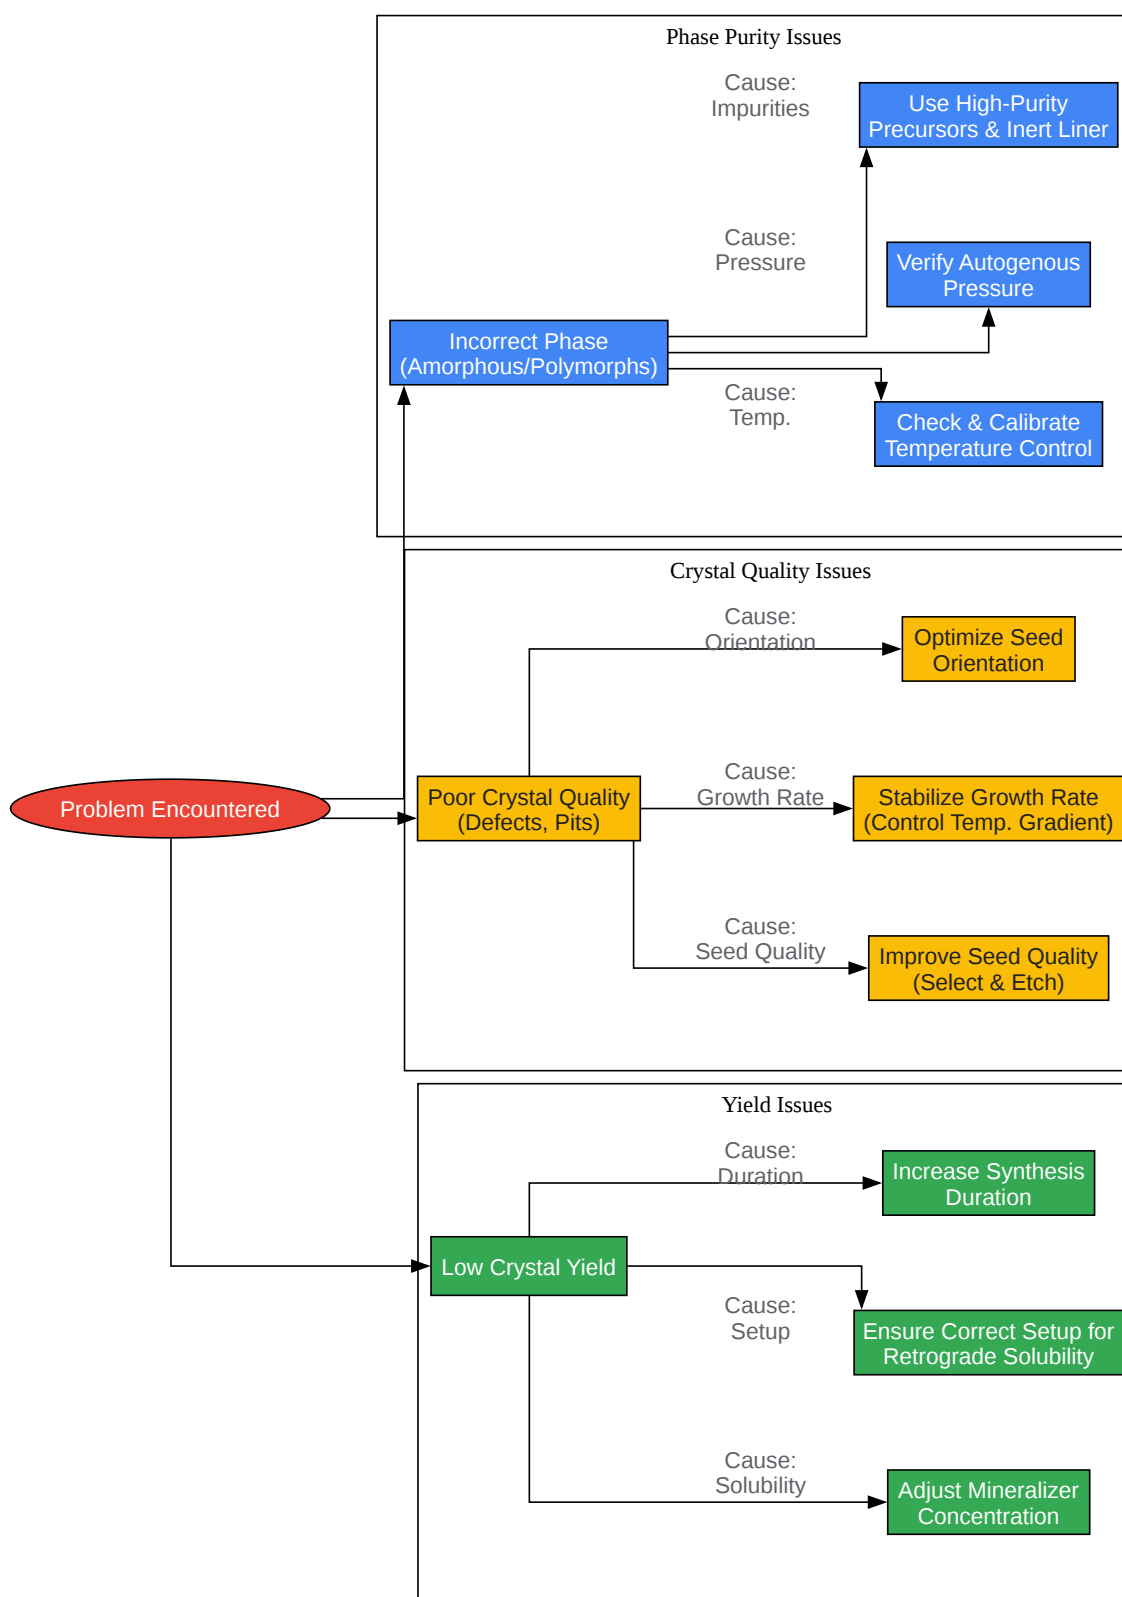 Phase Purity Issues
Cause:
Impurities
Use High-Purity
Precursors & Inert Liner
Cause:
Pressure
Verify Autogenous
Pressure
Incorrect Phase
(Amorphous/Polymorphs)
Cause:
Temp.
Check & Calibrate
Temperature Control
Crystal Quality Issues
Cause:
Orientation
Optimize Seed
Orientation
Problem Encountered
Poor Crystal Quality
(Defects, Pits)
Cause:
Growth Rate
Stabilize Growth Rate
(Control Temp. Gradient)
Cause:
Seed Quality
Improve Seed Quality
(Select & Etch)
Yield Issues
Cause:
Duration
Increase Synthesis
Duration
Low Crystal Yield
Cause:
Setup
Ensure Correct Setup for
Retrograde Solubility
Cause:
Solubility
Adjust Mineralizer
Concentration